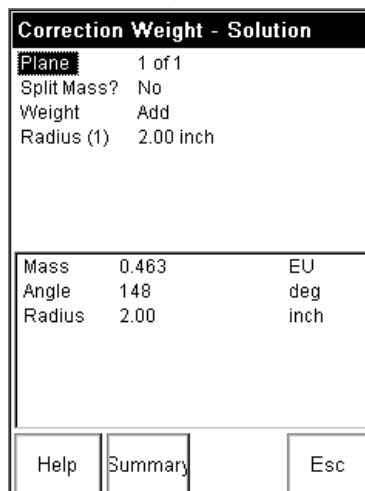 Correction Weight - Solution
Plane 1 of 1
Split Mass? No
Weight Add
Radius (1) 2.00 inch
Mass 0.463 EU
Angle 148 deg
Radius 2.00 inch
Help Summary Esc